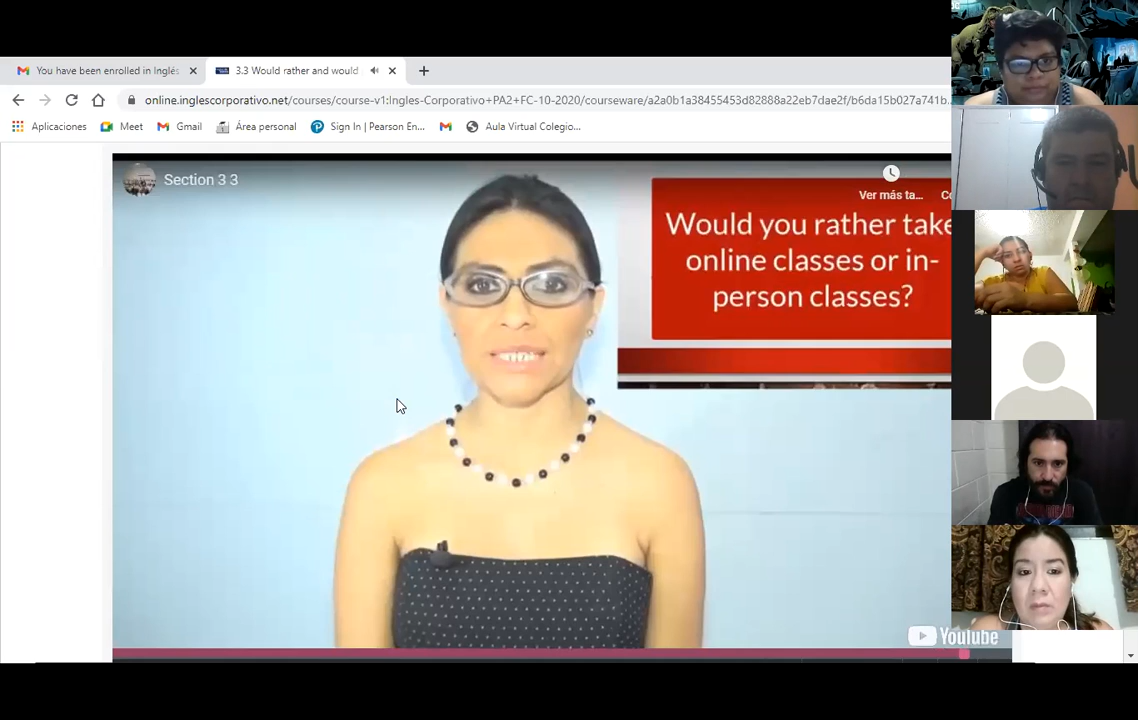 You have been enrolled in Inglés
3.3 Would rather and would
online.inglescorporativo.net/courses/course-v1:Ingles-Corporativo+PA2+FC-10-2020/courseware/a2a0b1a38455453d82888a22eb7dae2f/b6da15b027a741b...
Aplicaciones Meet Gmail Área personal Sign In | Pearson En... Aula Virtual Colegio...
Section 3 3
Ver más ta...
Would you rather take
online classes or in-
person classes?
YouTube